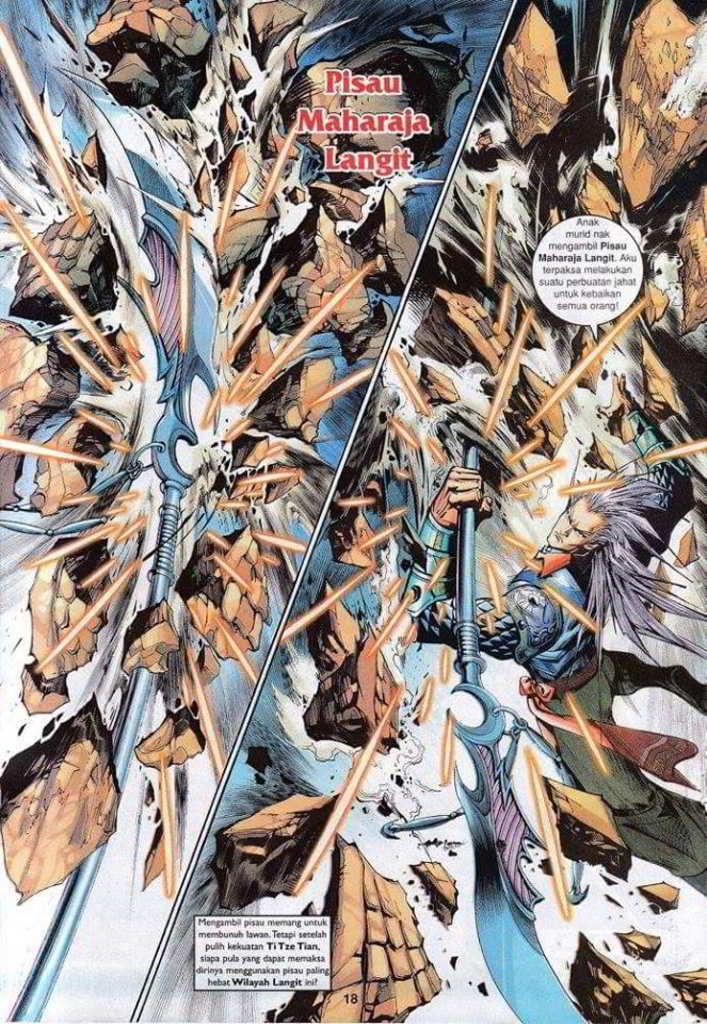 Pisau
Maharaja
Langit
Anak
murid nak
mengambil Pisau
Maharaja Langit. Aku
terpaksa melakukan
suatu perbuatan jahat
untuk kebaikan
semua orang!
Mengambil pisau memang untuk
membunuh lawan. Tetapi setelah
pulih kekuatan Ti Tze Tian,
siapa pula yang dapat memaksa
dirinya menggunakan pisau paling
hebat Wilayah Langit ini?
18